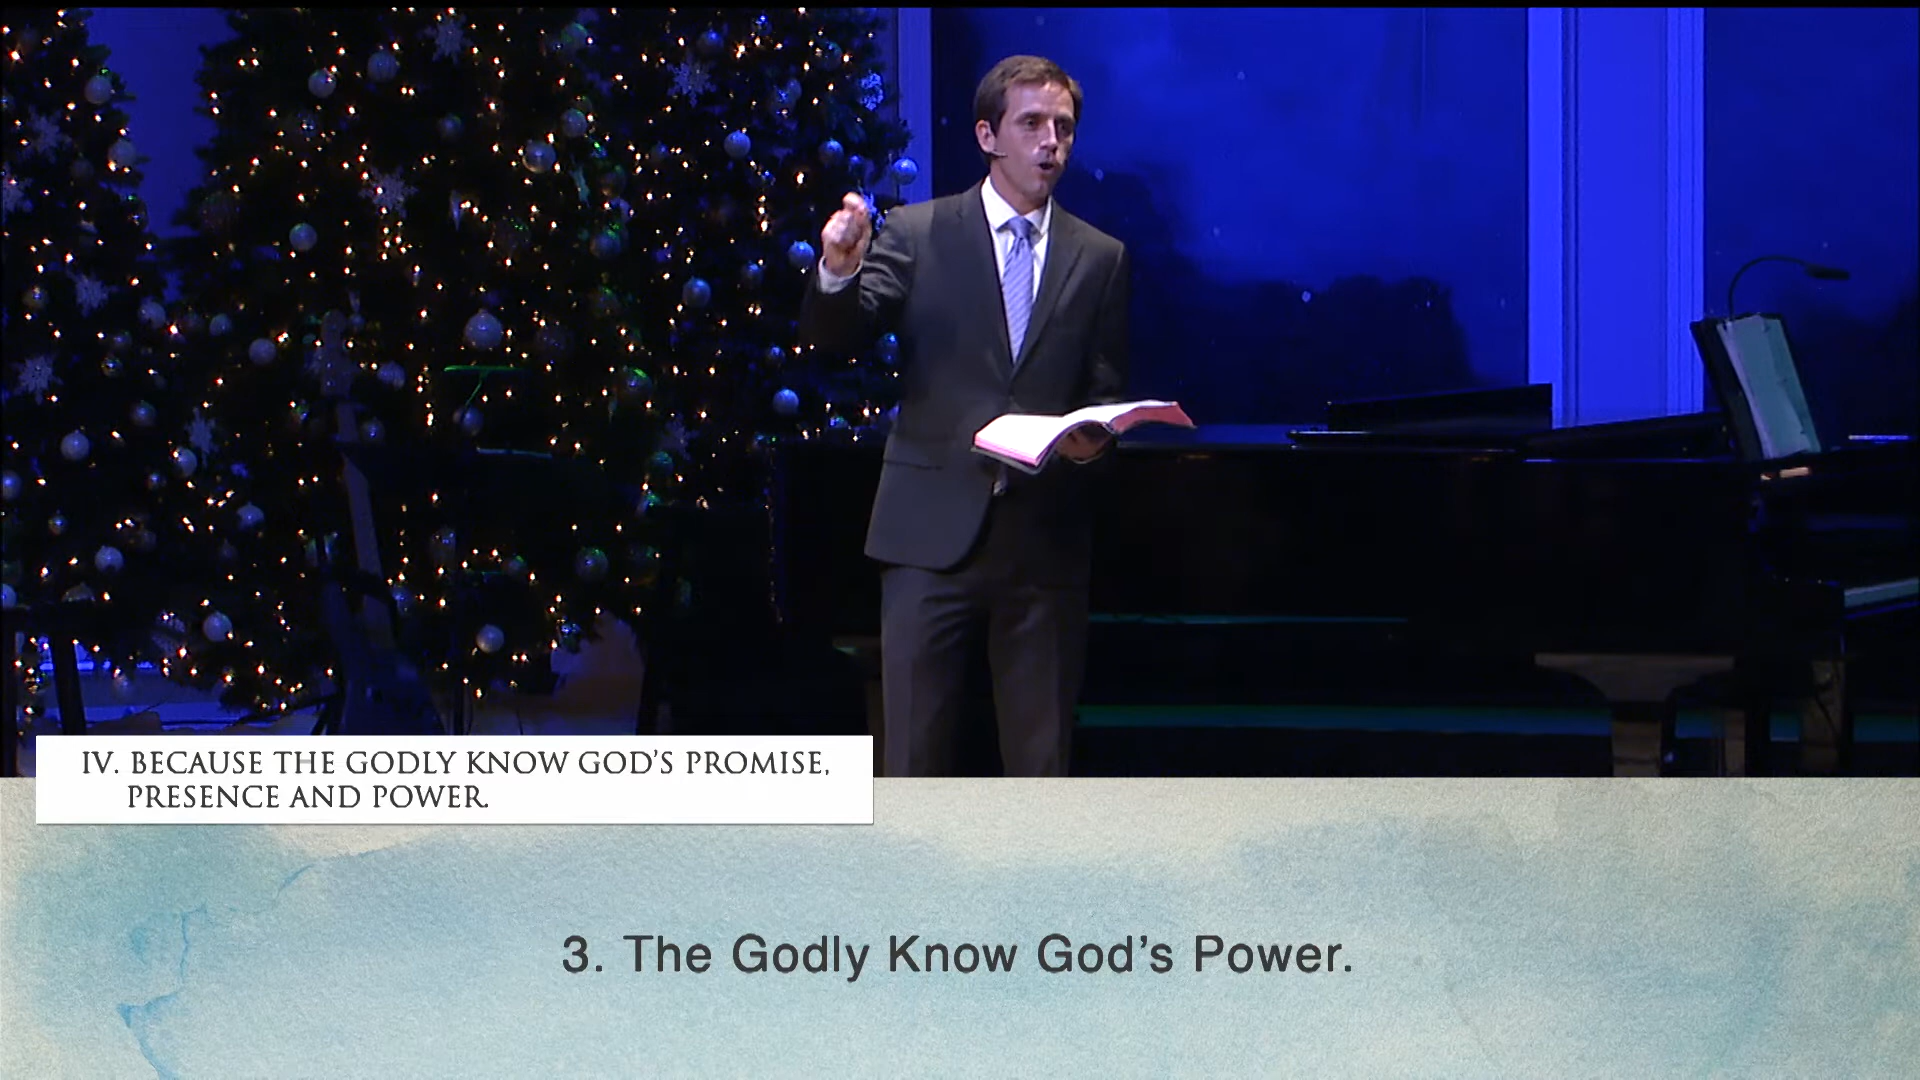 IV. BECAUSE THE GODLY KNOW GOD’S PROMISE,
PRESENCE AND POWER.
3. The Godly Know God’s Power.